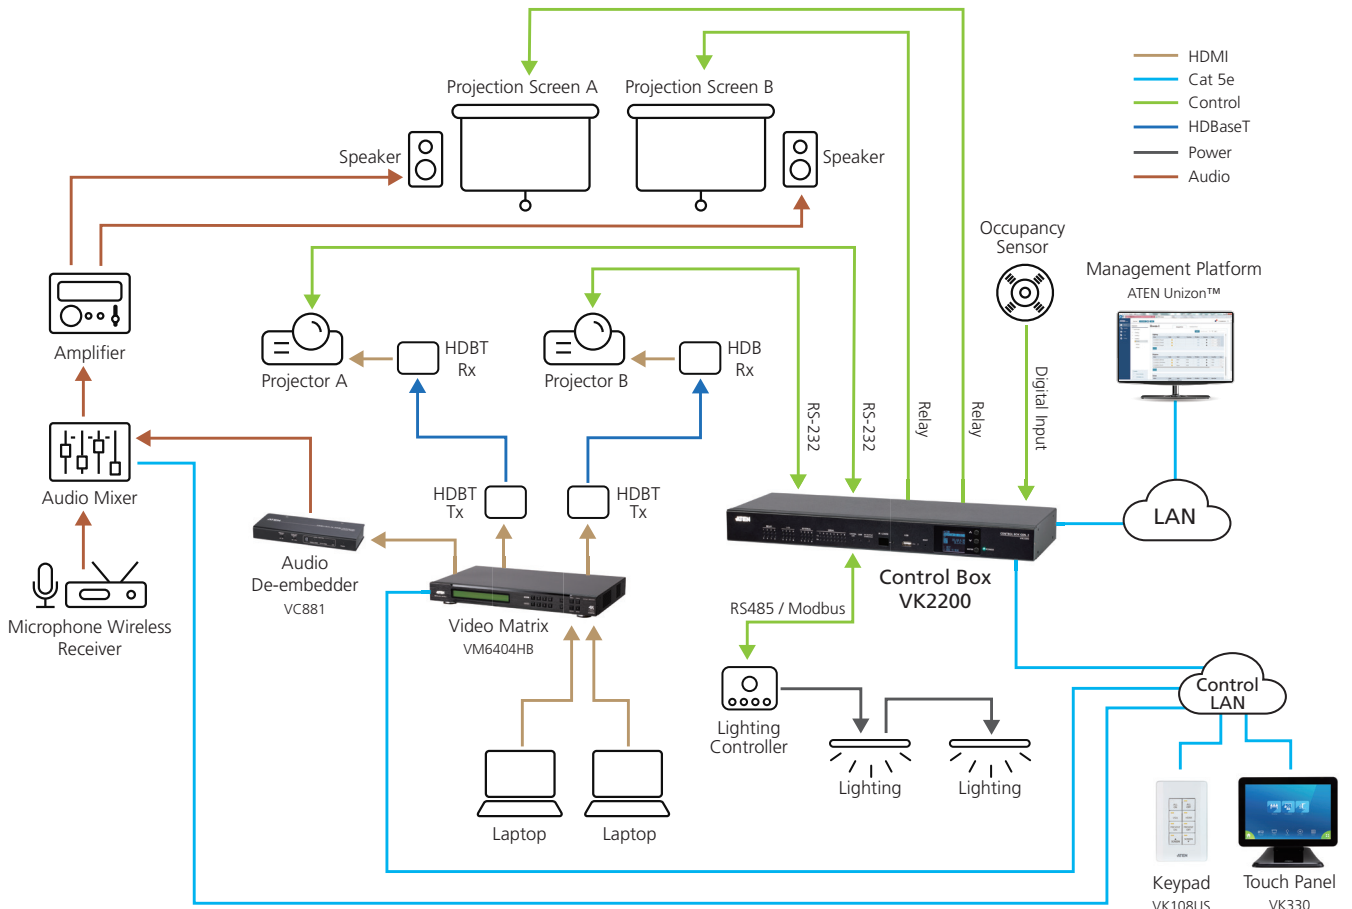 HDMI
Cat 5e
Control
HDBaseT
Power
Audio
Projection Screen A
Projection Screen B
Speaker
Speaker
Occupancy
Sensor
Management Platform
ATEN Unizon™
Amplifier
Projector A
HDBT
Rx
Projector B
HDB
Rx
RS-232
RS-232
Relay
Relay
Digital Input
Audio Mixer
HDBT
Tx
HDBT
Tx
LAN
Audio
De-embedder
VC881
Control Box
VK2200
Microphone Wireless
Receiver
Video Matrix
VM6404HB
RS485 / Modbus
Control
LAN
Lighting
Controller
Lighting
Lighting
Laptop
Laptop
ATEN
Keypad
VK108US
Touch Panel
VK330